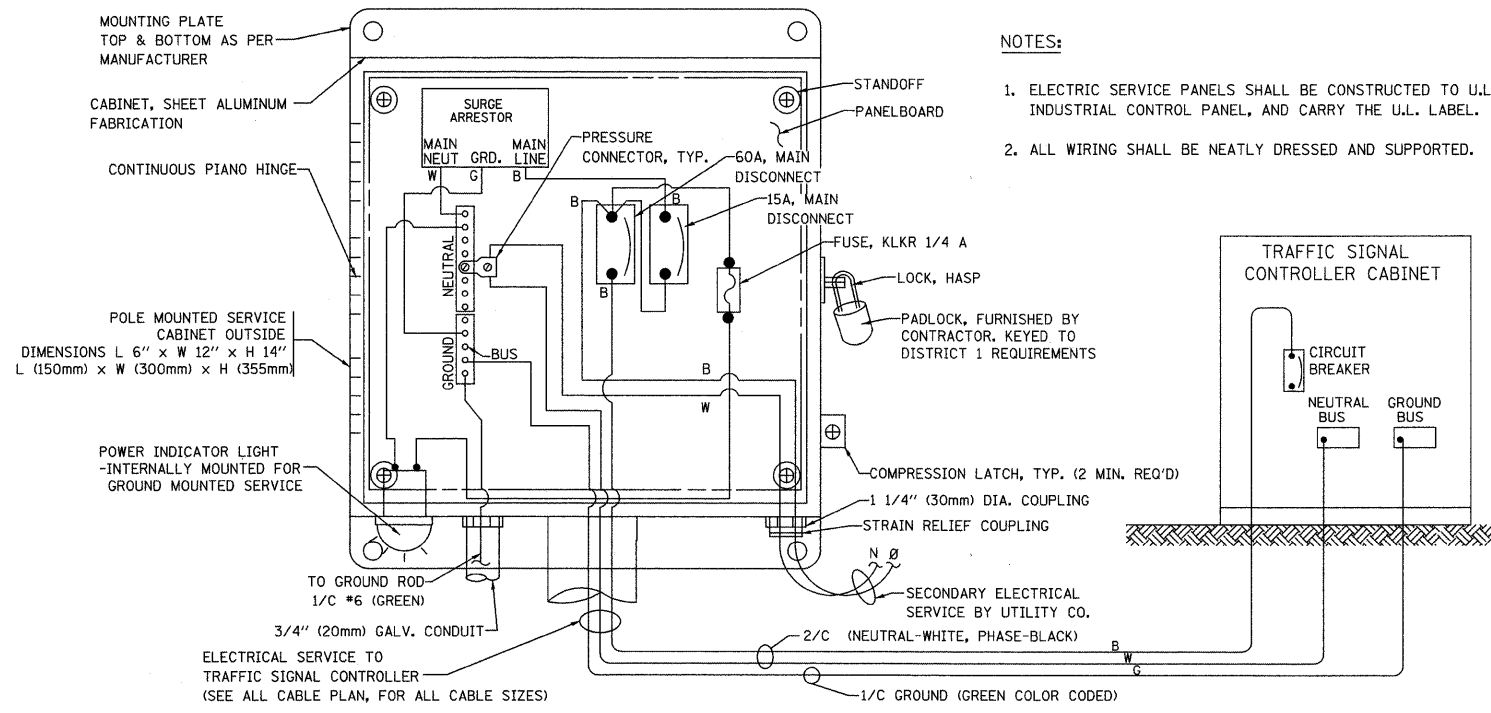 MOUNTING PLATE
TOP & BOTTOM AS PER
MANUFACTURER
CABINET, SHEET ALUMINUM
FABRICATION
CONTINUOUS PIANO HINGE
POLE MOUNTED SERVICE
CABINET OUTSIDE
DIMENSIONS L 6" x W 12" x H 14"
L (150mm) x W (300mm) x H (355mm)
POWER INDICATOR LIGHT
-INTERNALLY MOUNTED FOR
GROUND MOUNTED SERVICE
SURGE
ARRESTOR
MAIN
NEUT
GRD.
MAIN
LINE
W
G
B
PRESSURE
CONNECTOR, TYP.
60A, MAIN
DISCONNECT
15A, MAIN
DISCONNECT
B
B
B
NEUTRAL
GROUND
BUS
B
W
STANDOFF
PANELBOARD
FUSE, KLKR 1/4 A
LOCK, HASP
PADLOCK, FURNISHED BY
CONTRACTOR. KEYED TO
DISTRICT 1 REQUIREMENTS
COMPRESSION LATCH, TYP. (2 MIN. REQ'D)
1 1/4" (30mm) DIA. COUPLING
STRAIN RELIEF COUPLING
N Ø
SECONDARY ELECTRICAL
SERVICE BY UTILITY CO.
TO GROUND ROD
1/C #6 (GREEN)
3/4" (20mm) GALV. CONDUIT
ELECTRICAL SERVICE TO
TRAFFIC SIGNAL CONTROLLER
(SEE ALL CABLE PLAN, FOR ALL CABLE SIZES)
2/C (NEUTRAL-WHITE, PHASE-BLACK)
1/C GROUND (GREEN COLOR CODED)
B
W
G
NOTES:
1. ELECTRIC SERVICE PANELS SHALL BE CONSTRUCTED TO U.L
INDUSTRIAL CONTROL PANEL, AND CARRY THE U.L. LABEL.
2. ALL WIRING SHALL BE NEATLY DRESSED AND SUPPORTED.
TRAFFIC SIGNAL
CONTROLLER CABINET
CIRCUIT
BREAKER
NEUTRAL
BUS
GROUND
BUS